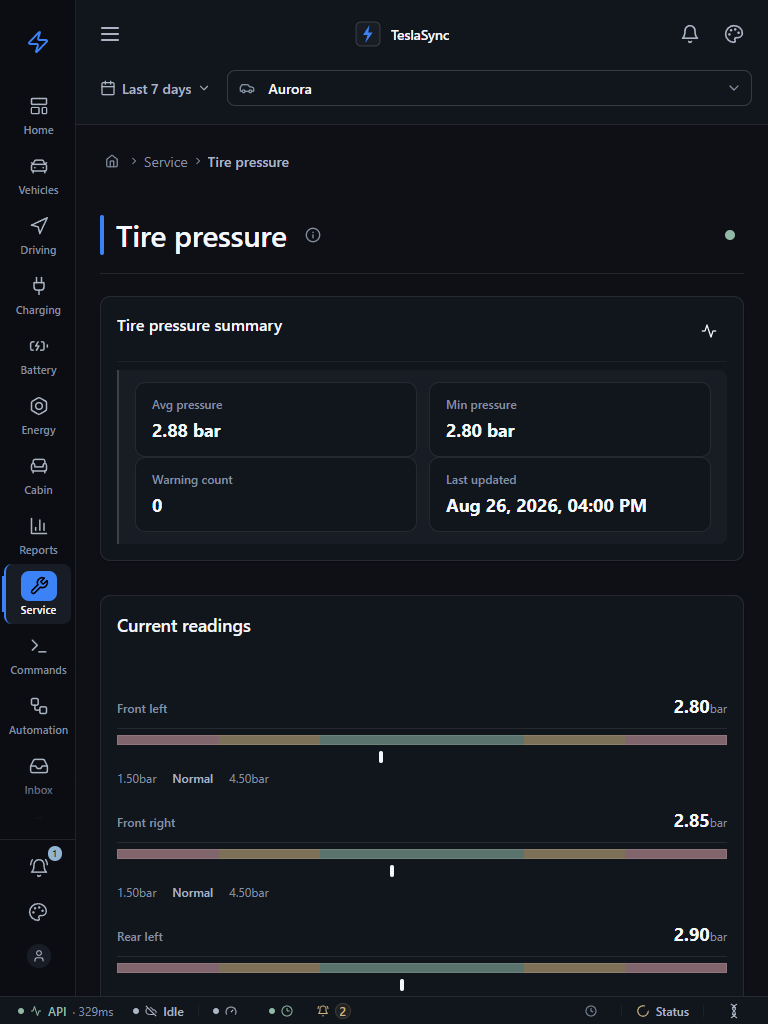 TeslaSync
Last 7 days
Aurora
Home
Vehicles
Driving
Charging
Battery
Energy
Cabin
Reports
Service
Commands
Automation
Inbox
1
Service
Tire pressure
Tire pressure
Tire pressure summary
Avg pressure
2.88 bar
Min pressure
2.80 bar
Warning count
0
Last updated
Aug 26, 2026, 04:00 PM
Current readings
Front left
2.80bar
1.50bar Normal 4.50bar
Front right
2.85bar
1.50bar Normal 4.50bar
Rear left
2.90bar
API · 329ms
Idle
2
Status